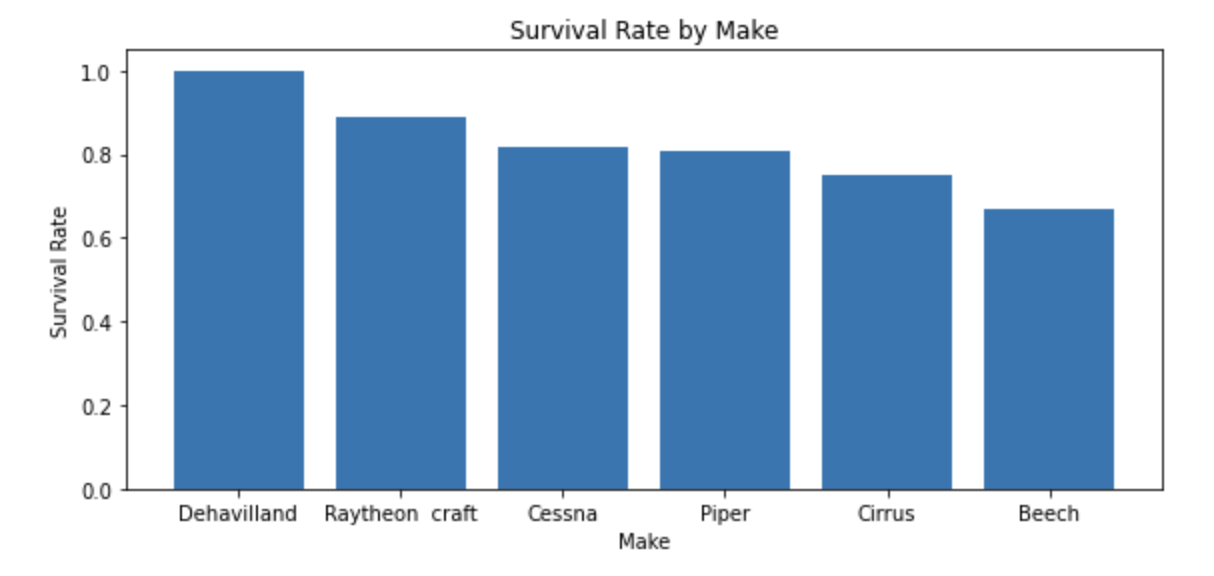 Survival Rate by Make
1.0
0.8
0.6
0.4
0.2
0.0
Survival Rate
Dehavilland Raytheon  craft Cessna Piper Cirrus Beech
Make